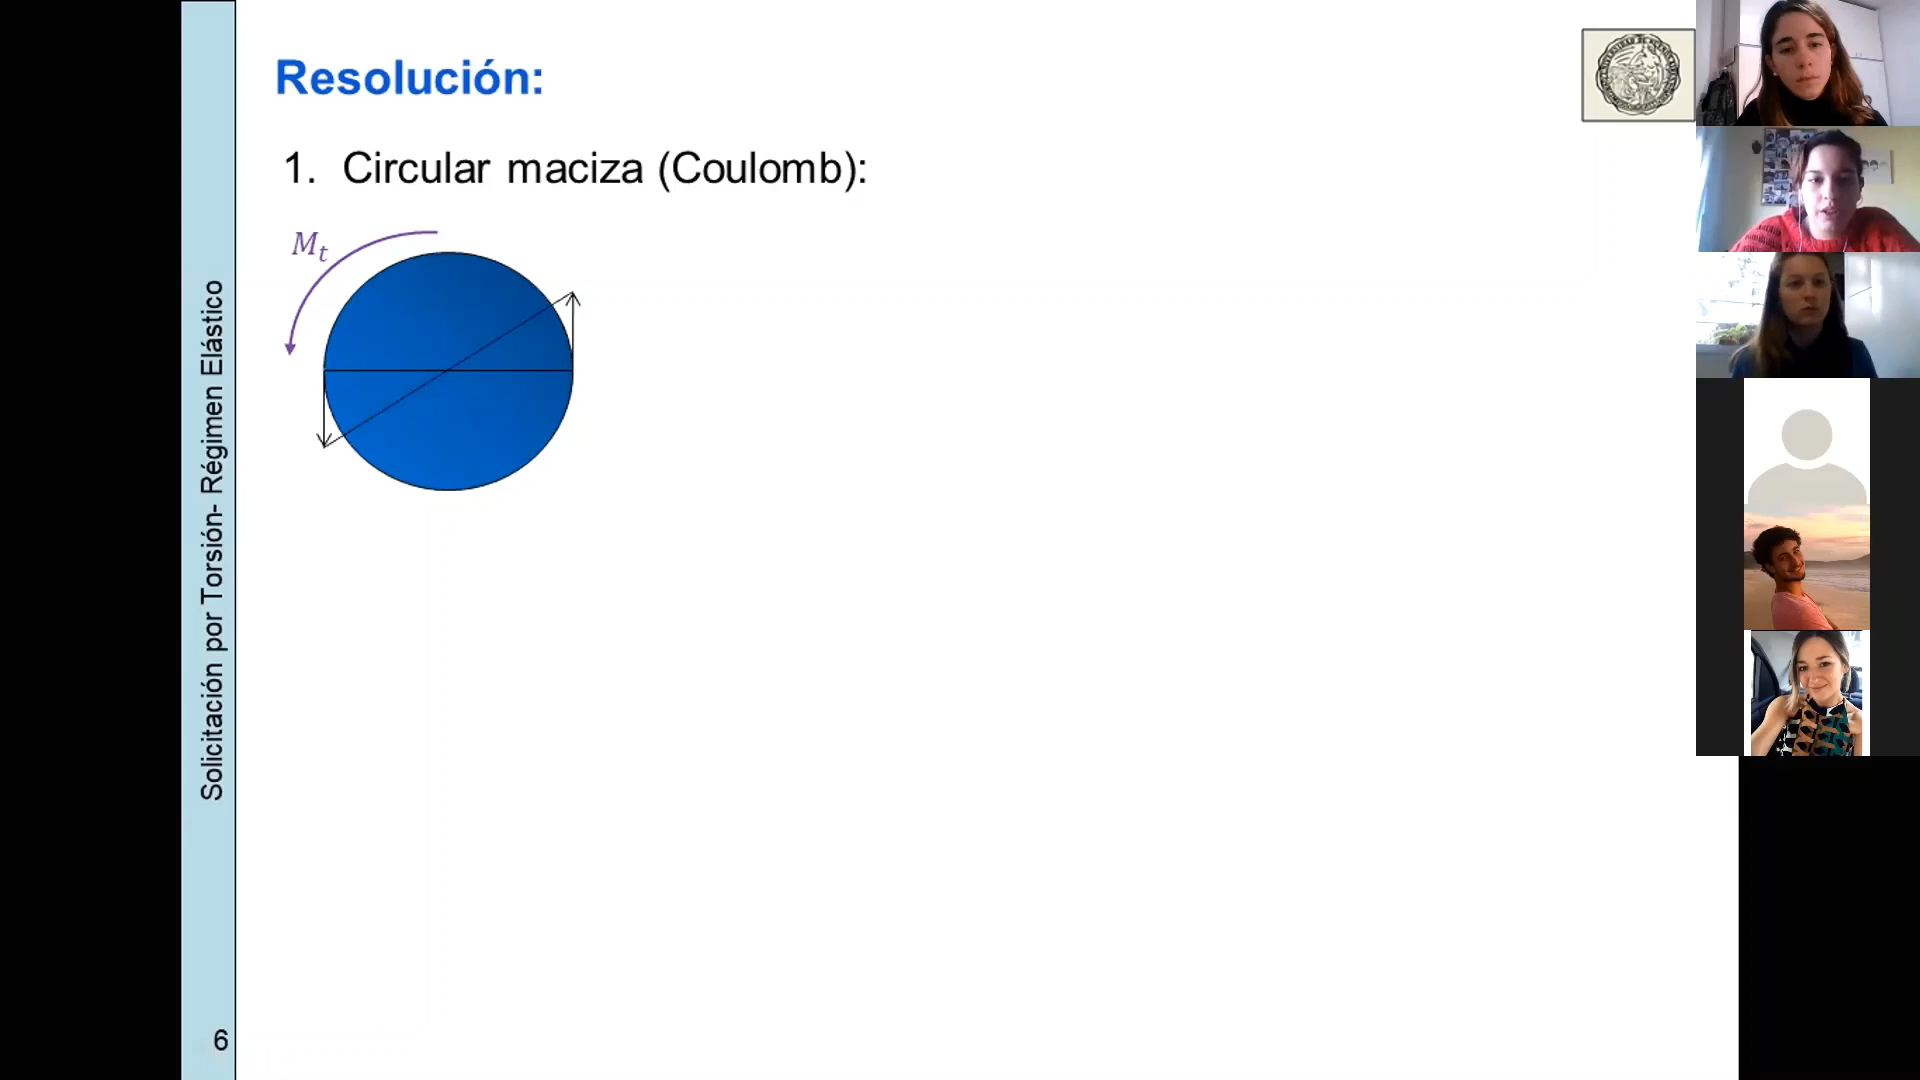 Resolución:
1. Circular maciza (Coulomb):
Mt
Solicitación por Torsión- Régimen Elástico
6